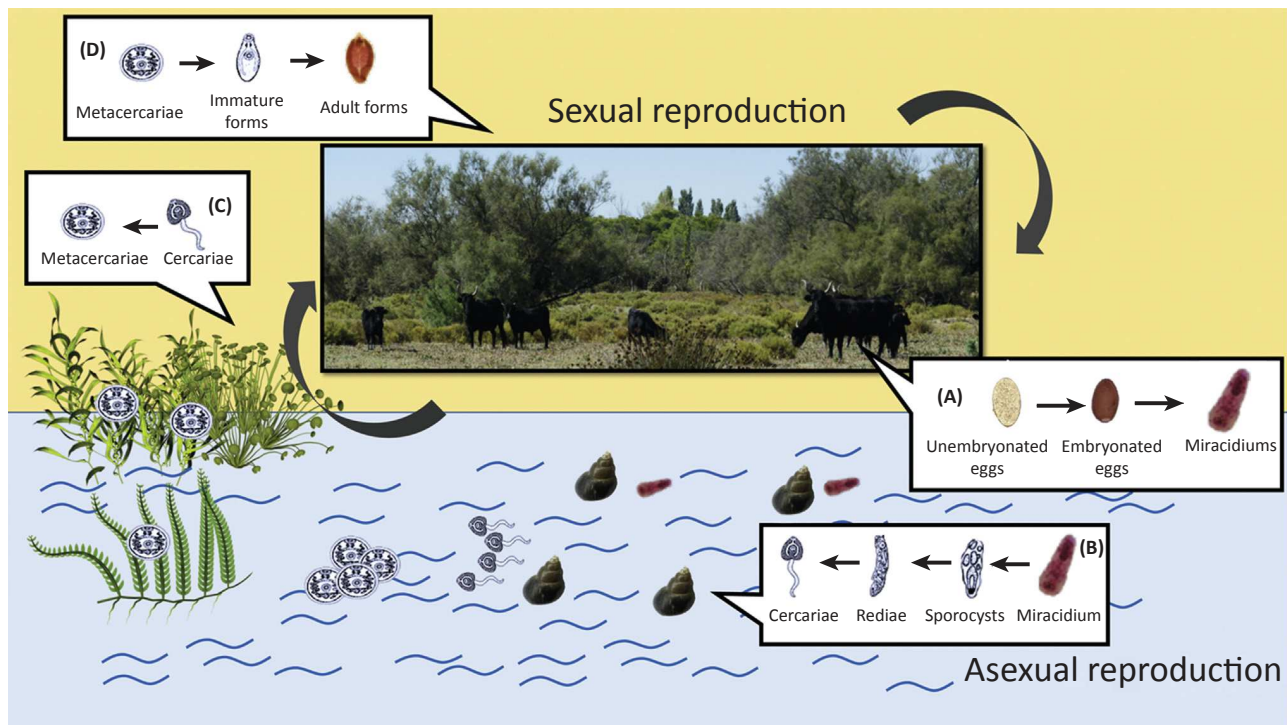 (D)
Metacercariae
Immature
forms
Adult forms
Sexual reproduction
(C)
Metacercariae
Cercariae
(A)
Unembryonated
eggs
Embryonated
eggs
Miracidiums
(B)
Cercariae
Rediae
Sporocysts
Miracidium
Asexual reproduction